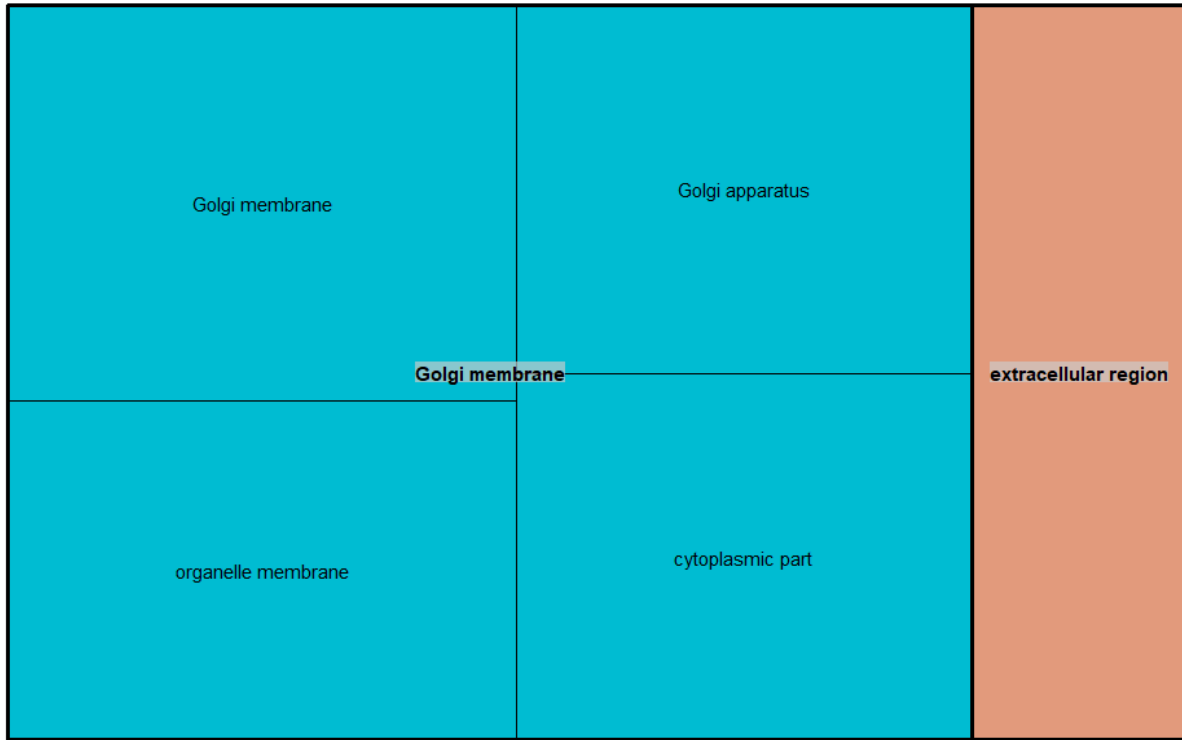 Golgi membrane
Golgi apparatus
Golgi membrane
extracellular region
organelle membrane
cytoplasmic part